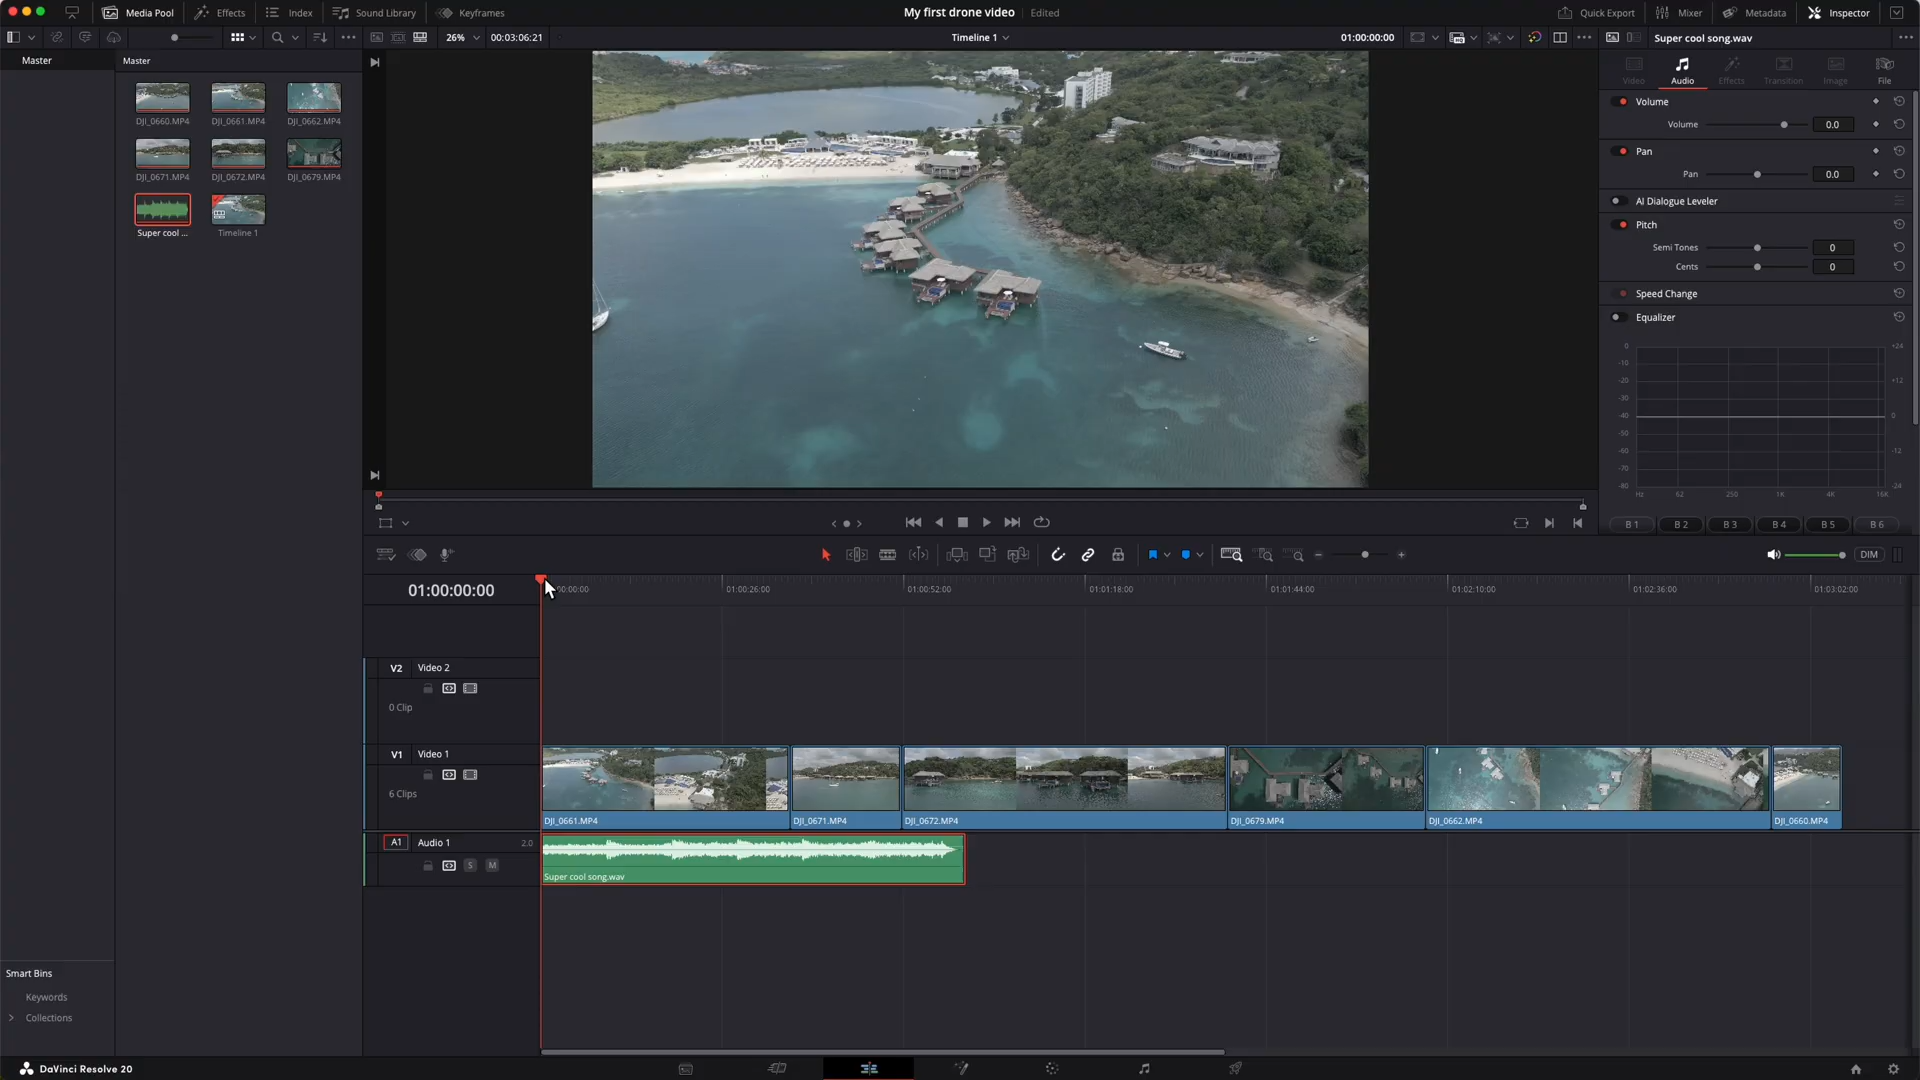 Media Pool Effects Index Sound Library Keyframes My first drone video Edited Quick Export Mixer Metadata Inspector
26% 00:03:06:21 Timeline 1 01:00:00:00 Super cool song.wav
Master Master
Video Audio Effects Transition Image File
DJI_0660.MP4 DJI_0661.MP4 DJI_0662.MP4
DJI_0671.MP4 DJI_0672.MP4 DJI_0679.MP4
Super cool ... Timeline 1
Volume
Volume 0.0
Pan
Pan 0.0
AI Dialogue Leveler
Pitch
Semi Tones 0
Cents 0
Speed Change
Equalizer
0 +24
-10
-20 +12
-30
-40 0
-50
-60 -12
-70
-80 -24
Hz 62 250 1K 4K 16K
B 1 B 2 B 3 B 4 B 5 B 6
DIM
01:00:00:00 00:00:00 01:00:26:00 01:00:52:00 01:01:18:00 01:01:44:00 01:02:10:00 01:02:36:00 01:03:02:00
V2 Video 2
0 Clip
V1 Video 1
6 Clips
DJI_0661.MP4 DJI_0671.MP4 DJI_0672.MP4 DJI_0679.MP4 DJI_0662.MP4 DJI_0660.MP4
A1 Audio 1 2.0
S M
Super cool song.wav
Smart Bins
Keywords
Collections
DaVinci Resolve 20